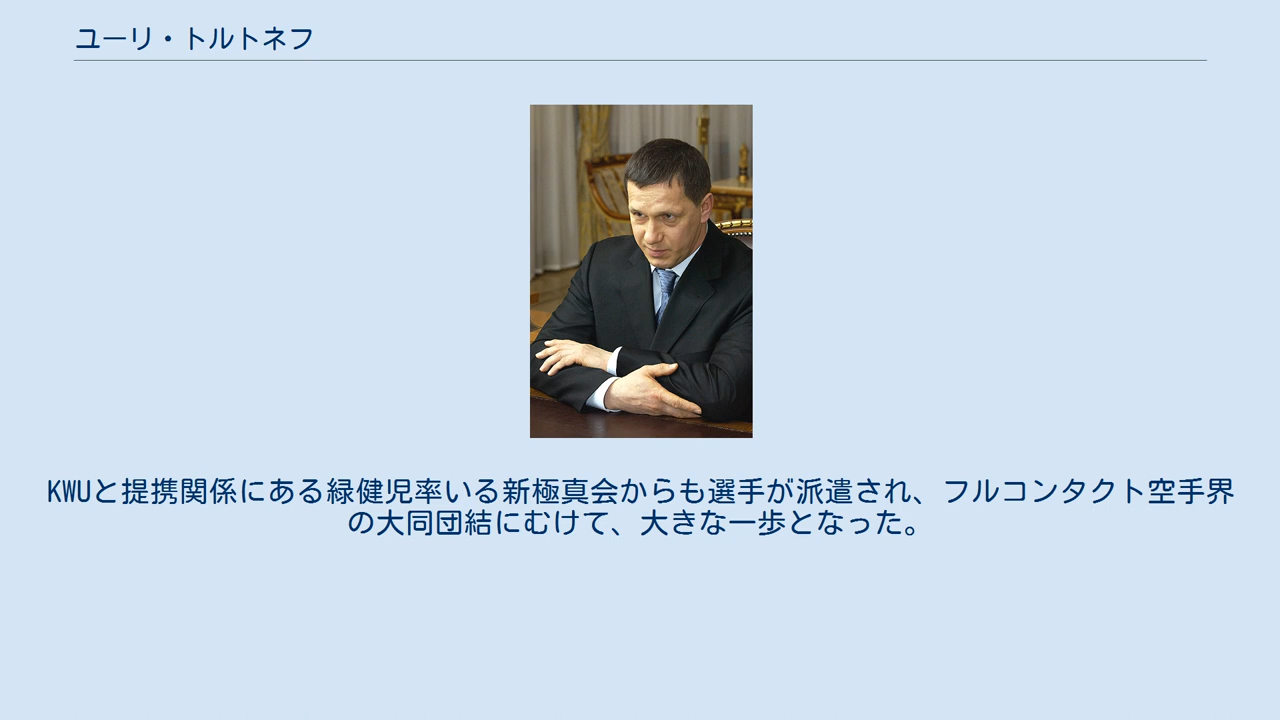 ユーリ・トルトネフ
KWUと提携関係にある緑健児率いる新極真会からも選手が派遣され、フルコンタクト空手界
の大同団結にむけて、大きな一歩となった。